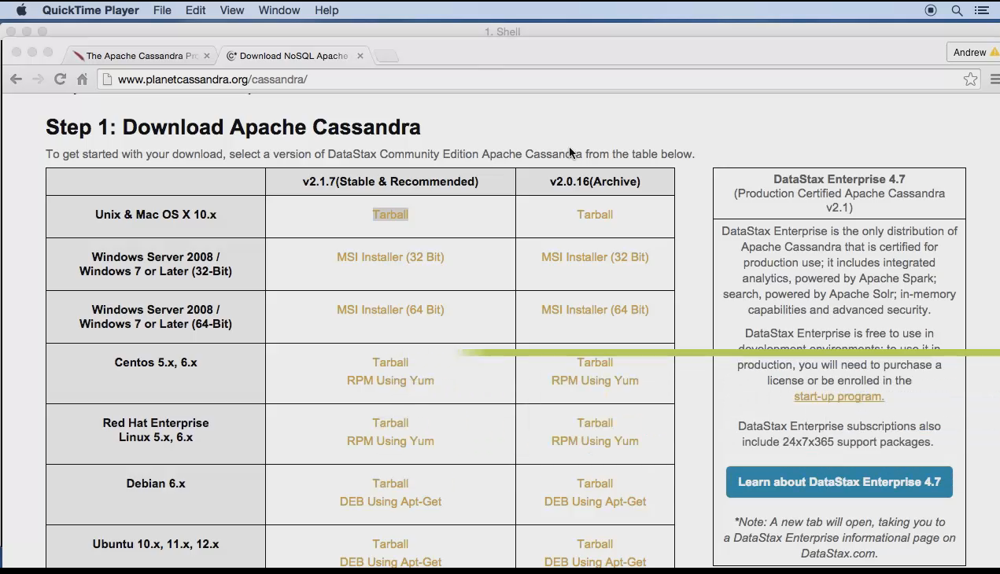 QuickTime Player File Edit View Window Help
1. Shell
The Apache Cassandra Pro
Download NoSQL Apache
Andrew
www.planetcassandra.org/cassandra/
Step 1: Download Apache Cassandra
To get started with your download, select a version of DataStax Community Edition Apache Cassandra from the table below.
v2.1.7(Stable & Recommended) v2.0.16(Archive)
Unix & Mac OS X 10.x Tarball Tarball
Windows Server 2008 / MSI Installer (32 Bit) MSI Installer (32 Bit)
Windows 7 or Later (32-Bit)
Windows Server 2008 / MSI Installer (64 Bit) MSI Installer (64 Bit)
Windows 7 or Later (64-Bit)
Centos 5.x, 6.x Tarball Tarball
RPM Using Yum RPM Using Yum
Red Hat Enterprise Tarball Tarball
Linux 5.x, 6.x RPM Using Yum RPM Using Yum
Debian 6.x Tarball Tarball
DEB Using Apt-Get DEB Using Apt-Get
Ubuntu 10.x, 11.x, 12.x Tarball Tarball
DEB Using Apt-Get DEB Using Apt-Get
DataStax Enterprise 4.7
(Production Certified Apache Cassandra
v2.1)
DataStax Enterprise is the only distribution of
Apache Cassandra that is certified for
production use; it includes integrated
analytics, powered by Apache Spark;
search, powered by Apache Solr; in-memory
capabilities and advanced security.
DataStax Enterprise is free to use in
development environments; to use it in
production, you will need to purchase a
license or be enrolled in the
start-up program.
DataStax Enterprise subscriptions also
include 24x7x365 support packages.
Learn about DataStax Enterprise 4.7
*Note: A new tab will open, taking you to
a DataStax Enterprise informational page on
DataStax.com.